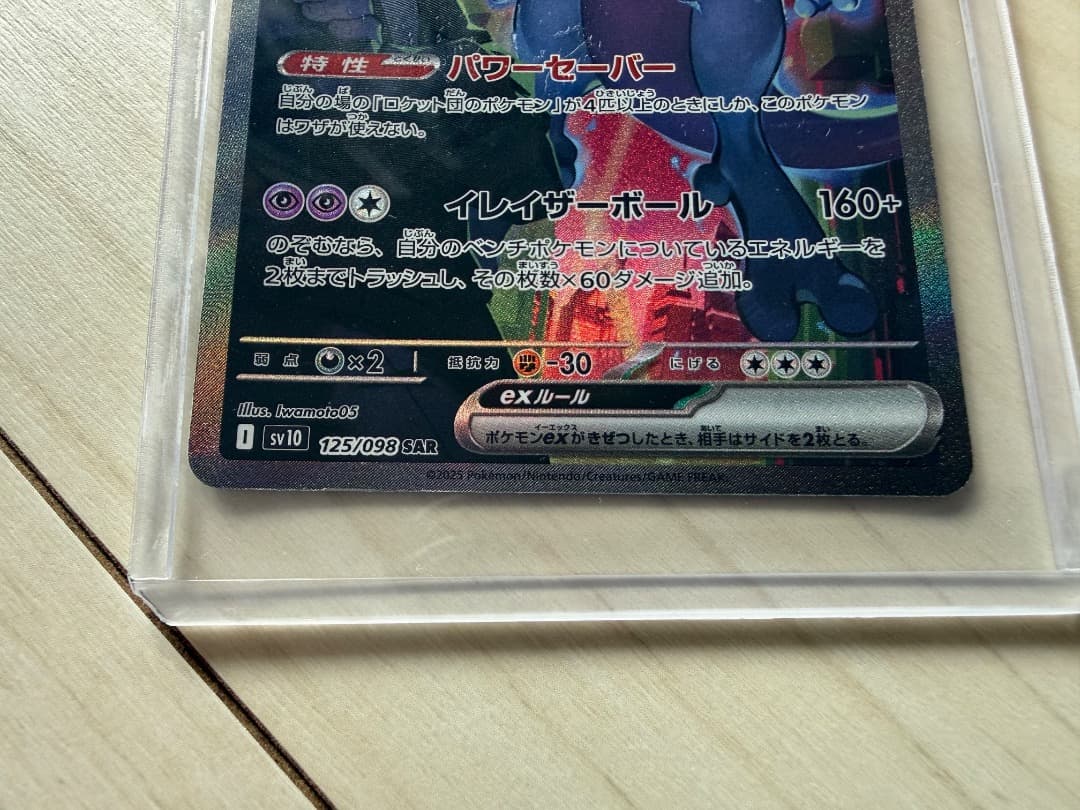 特性 パワーセーバー
自分の場の「ロケット団のポケモン」が4匹以上のときにしか、このポケモン
はワザが使えない。
イレイザーボール 160+
のぞむなら、自分のベンチポケモンについているエネルギーを
2枚までトラッシュし、その枚数×60ダメージ追加。
弱点 ×2 抵抗力 -30 にげる
exルール
ポケモンexがきぜつしたとき、相手はサイドを2枚とる。
Illus. Iwamoto05
I sv10 125/098 SAR
©2025 Pokémon/Nintendo/Creatures/GAME FREAK.